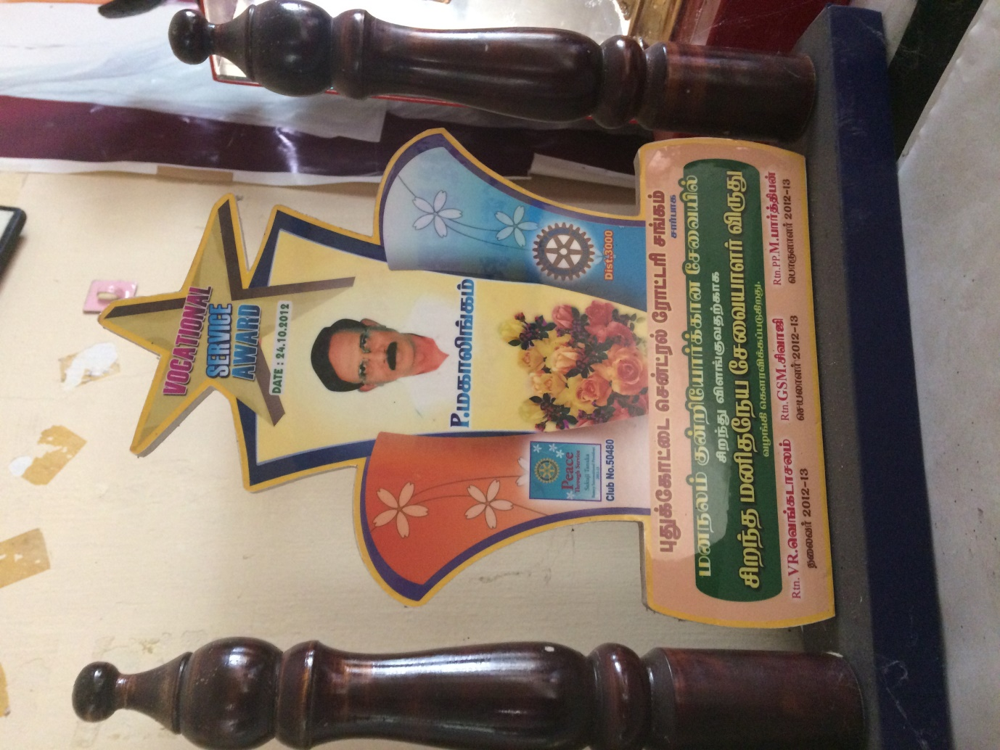 VOCATIONAL
SERVICE
AWARD
DATE : 24.10.2012
P.மகாலிங்கம்
Peace
Through Service
Club No.50480
Dist.3000
புதுக்கோட்டை சென்ட்ரல் ரோட்டரி சங்கம்
சார்பாக
மனநலம் குன்றியோர்க்கான சேவையில்
சிறந்து விளங்குவதற்காக
சிறந்த மனிதநேய சேவையாளர் விருது
வழங்கி கௌரவிக்கப்படுகிறது.
Rtn. VR.வெங்கடாசலம்
தலைவர் 2012-13
Rtn.GSM.சிவாஜி
செயலாளர் 2012-13
Rtn.PP.M.பார்த்திபன்
பொருளாளர் 2012-13